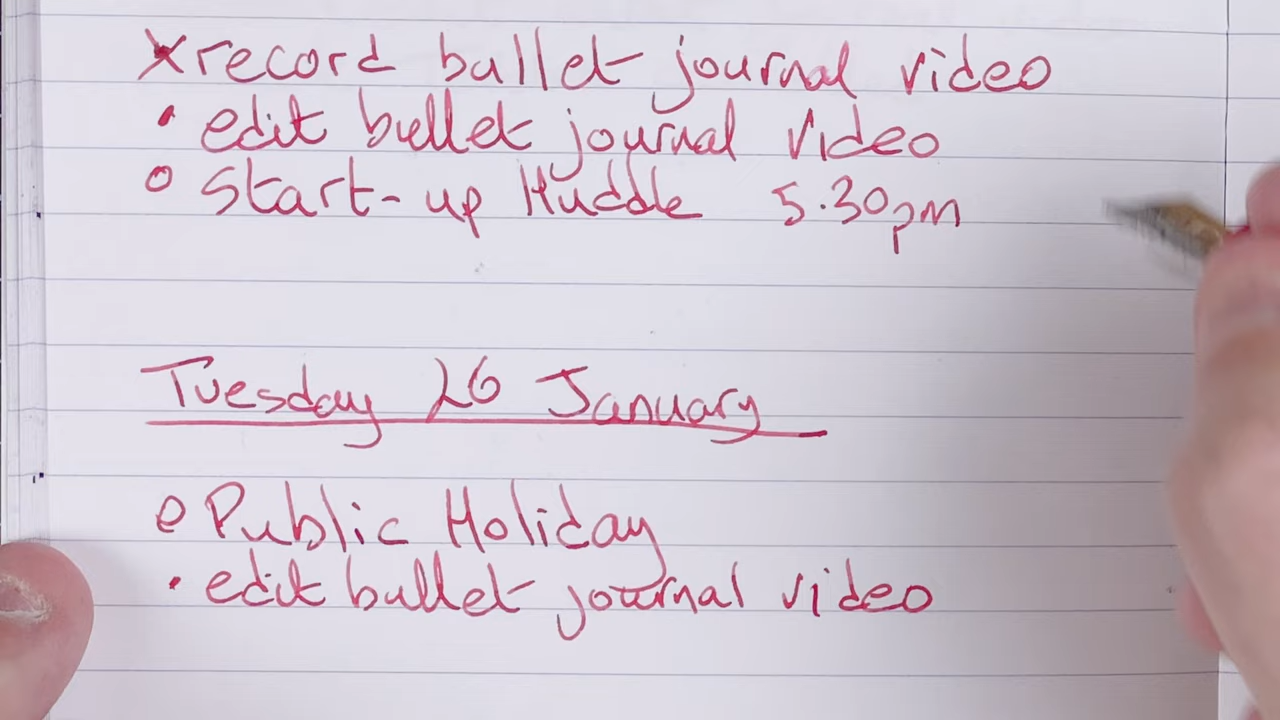 x record bullet journal video
• edit bullet journal video
o Start-up Huddle 5.30pm
Tuesday 26 January
o Public Holiday
• edit bullet journal video